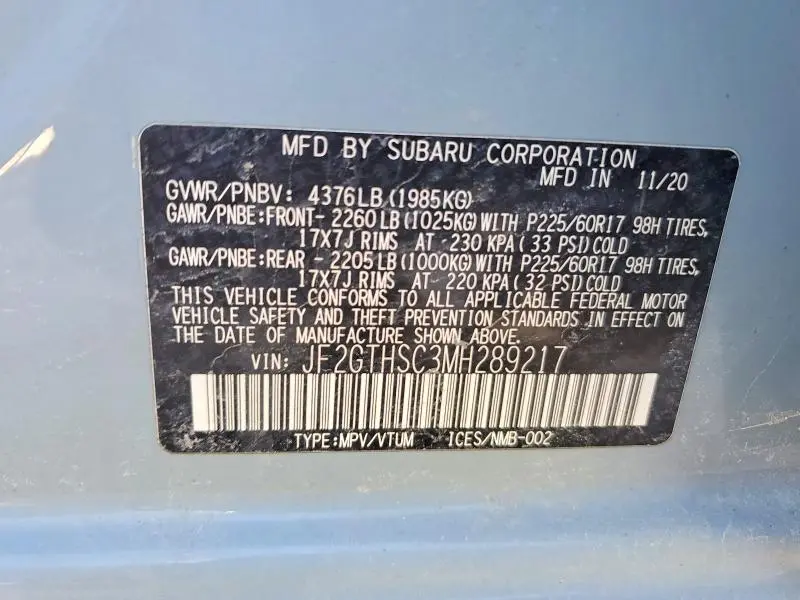 MFD BY SUBARU CORPORATION
MFD IN 11/20
GVWR/PNBV: 4376LB(1985KG)
GAWR/PNBE:FRONT- 2260LB(1025KG)WITH P225/60R17 98H TIRES,
17X7J RIMS AT 230 KPA( 33 PSI)COLD
GAWR/PNBE:REAR - 2205LB(1000KG)WITH P225/60R17 98H TIRES,
17X7J RIMS AT 220 KPA( 32 PSI)COLD
THIS VEHICLE CONFORMS TO ALL APPLICABLE FEDERAL MOTOR
VEHICLE SAFETY AND THEFT PREVENTION STANDARDS IN EFFECT ON
THE DATE OF MANUFACTURE SHOWN ABOVE.
VIN: JF2GTHSC3MH289217
TYPE:MPV/VTUM ICES/NMB-002